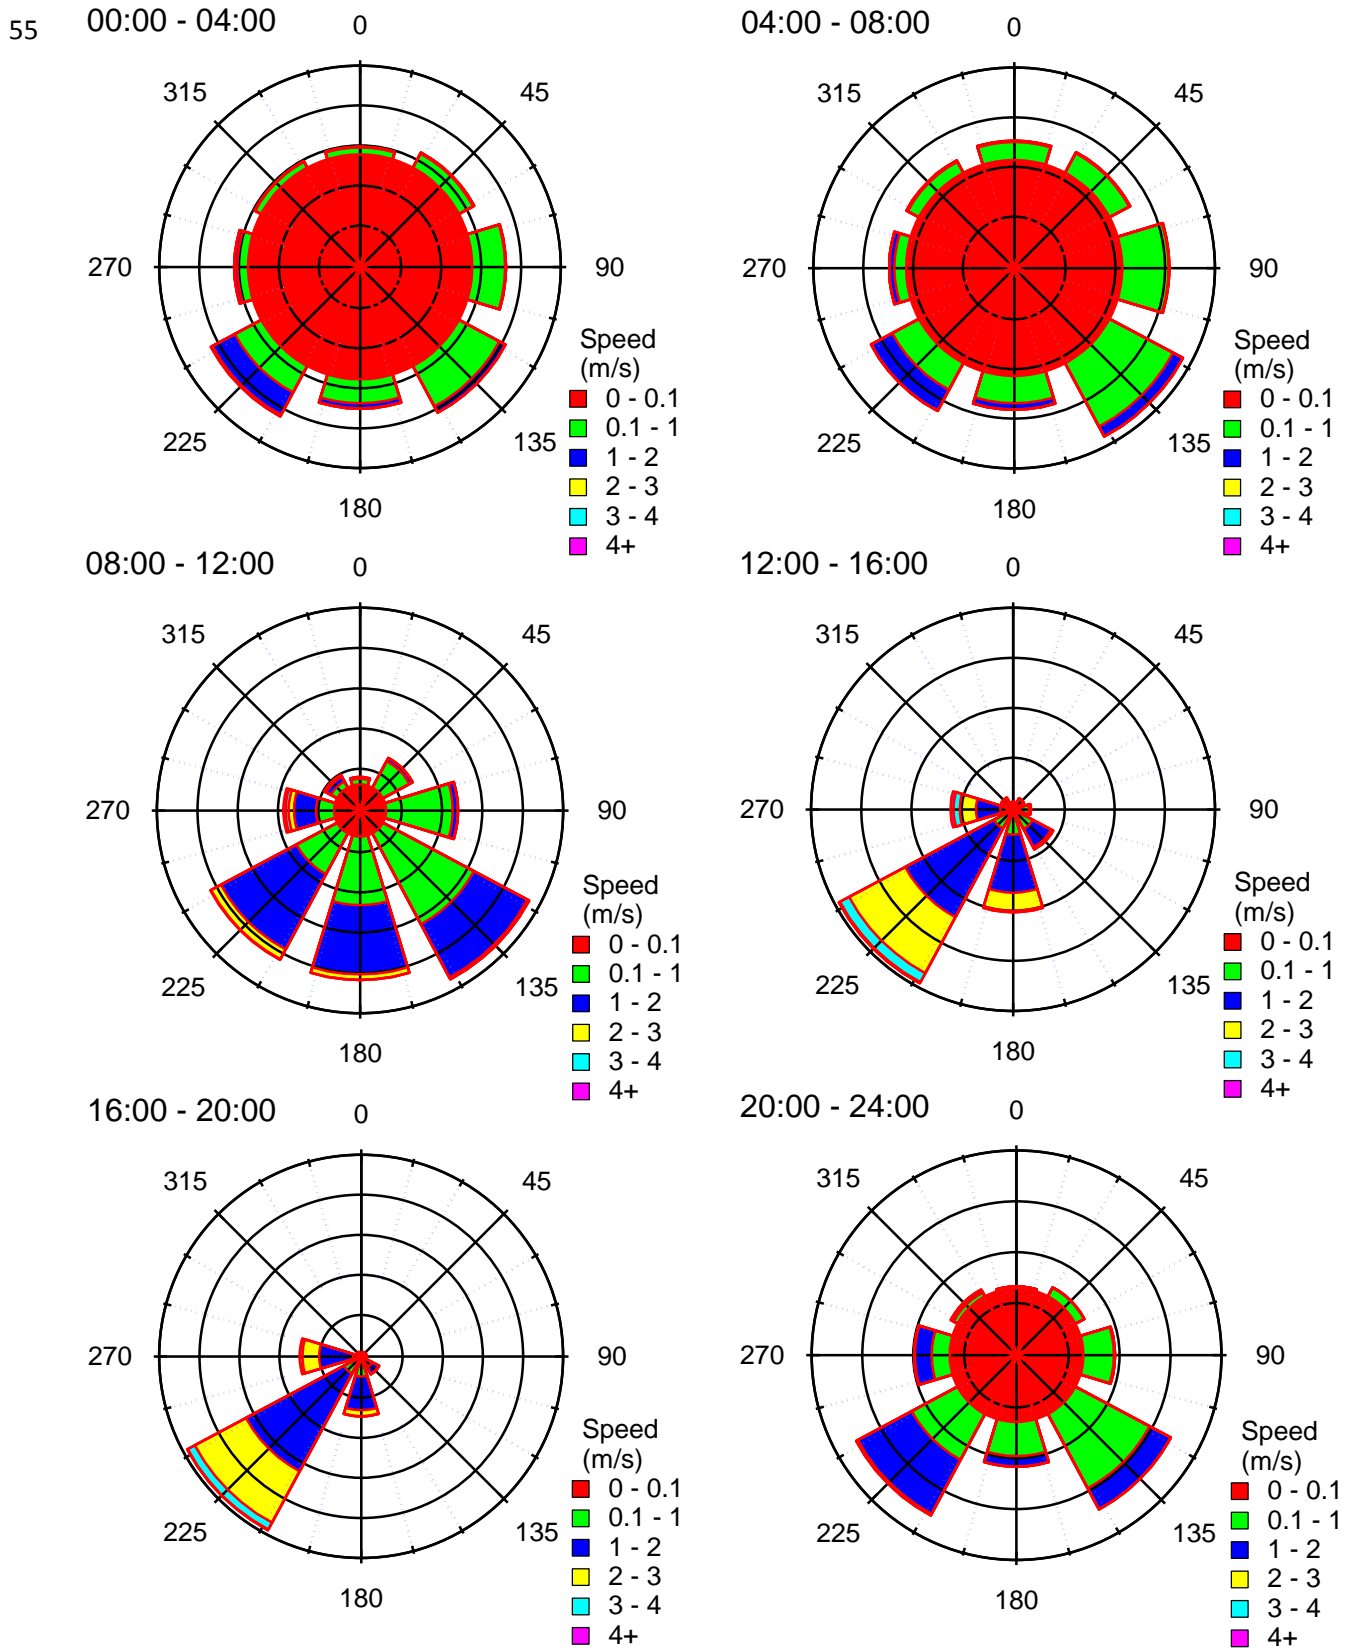 55
00:00 - 04:00
0
45
90
135
180
225
270
315
Speed
(m/s)
0 - 0.1
0.1 - 1
1 - 2
2 - 3
3 - 4
4+
04:00 - 08:00
0
45
90
135
180
225
270
315
Speed
(m/s)
0 - 0.1
0.1 - 1
1 - 2
2 - 3
3 - 4
4+
08:00 - 12:00
0
45
90
135
180
225
270
315
Speed
(m/s)
0 - 0.1
0.1 - 1
1 - 2
2 - 3
3 - 4
4+
12:00 - 16:00
0
45
90
135
180
225
270
315
Speed
(m/s)
0 - 0.1
0.1 - 1
1 - 2
2 - 3
3 - 4
4+
16:00 - 20:00
0
45
90
135
180
225
270
315
Speed
(m/s)
0 - 0.1
0.1 - 1
1 - 2
2 - 3
3 - 4
4+
20:00 - 24:00
0
45
90
135
180
225
270
315
Speed
(m/s)
0 - 0.1
0.1 - 1
1 - 2
2 - 3
3 - 4
4+